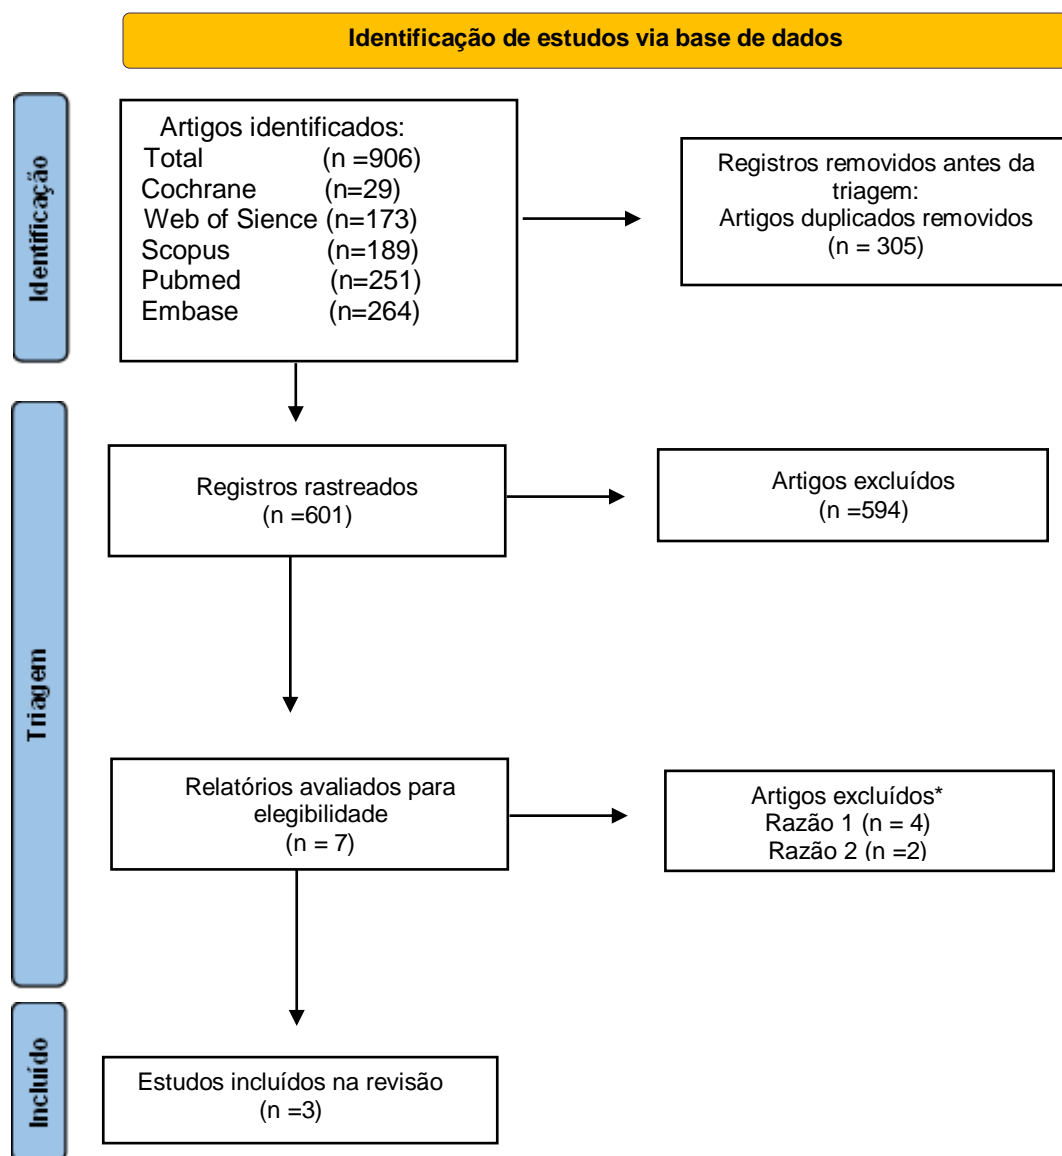 Identificação de estudos via base de dados
Identificação
Artigos identificados:
Total (n =906)
Cochrane (n=29)
Web of Sience (n=173)
Scopus (n=189)
Pubmed (n=251)
Embase (n=264)
Registros removidos antes da
triagem:
Artigos duplicados removidos
(n = 305)
Triagem
Registros rastreados
(n =601)
Artigos excluídos
(n =594)
Relatórios avaliados para
elegibilidade
(n = 7)
Artigos excluídos*
Razão 1 (n = 4)
Razão 2 (n =2)
Incluído
Estudos incluídos na revisão
(n =3)